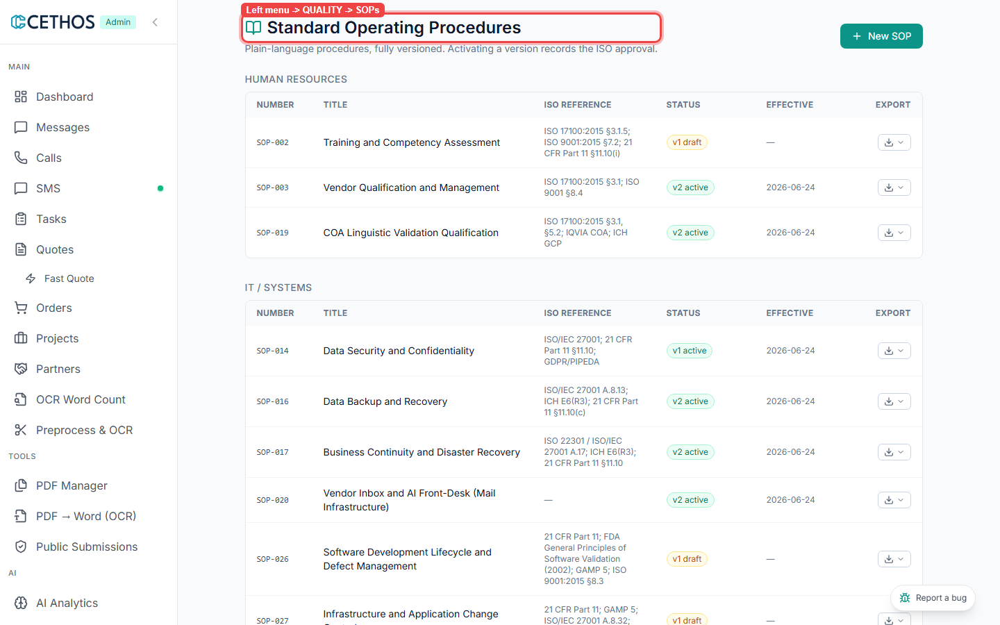 CETHOS Admin
MAIN
Dashboard
Messages
Calls
SMS
Tasks
Quotes
Fast Quote
Orders
Projects
Partners
OCR Word Count
Preprocess & OCR
TOOLS
PDF Manager
PDF → Word (OCR)
Public Submissions
AI
AI Analytics
Left menu -> QUALITY -> SOPs
Standard Operating Procedures
Plain-language procedures, fully versioned. Activating a version records the ISO approval.
+ New SOP
HUMAN RESOURCES
NUMBER TITLE ISO REFERENCE STATUS EFFECTIVE EXPORT
SOP-002 Training and Competency Assessment
ISO 17100:2015 §3.1.5;
ISO 9001:2015 §7.2; 21
CFR Part 11 §11.10(i)
v1 draft —
SOP-003 Vendor Qualification and Management
ISO 17100:2015 §3.1; ISO
9001 §8.4
v2 active 2026-06-24
SOP-019 COA Linguistic Validation Qualification
ISO 17100:2015 §3.1,
§5.2; IQVIA COA; ICH
GCP
v2 active 2026-06-24
IT / SYSTEMS
NUMBER TITLE ISO REFERENCE STATUS EFFECTIVE EXPORT
SOP-014 Data Security and Confidentiality
ISO/IEC 27001; 21 CFR
Part 11 §11.10;
GDPR/PIPEDA
v1 active 2026-06-24
SOP-016 Data Backup and Recovery
ISO/IEC 27001 A.8.13;
ICH E6(R3); 21 CFR Part
11 §11.10(c)
v2 active 2026-06-24
SOP-017 Business Continuity and Disaster Recovery
ISO 22301 / ISO/IEC
27001 A.17; ICH E6(R3);
21 CFR Part 11 §11.10
v2 active 2026-06-24
SOP-020 Vendor Inbox and AI Front-Desk (Mail
Infrastructure)
— v2 active 2026-06-24
SOP-026 Software Development Lifecycle and
Defect Management
21 CFR Part 11; FDA
General Principles of
Software Validation
(2002); GAMP 5; ISO
9001:2015 §8.3
v1 draft —
SOP-027 Infrastructure and Application Change
21 CFR Part 11; GAMP 5;
ISO/IEC 27001 A.8.32;
v1 draft —
Report a bug